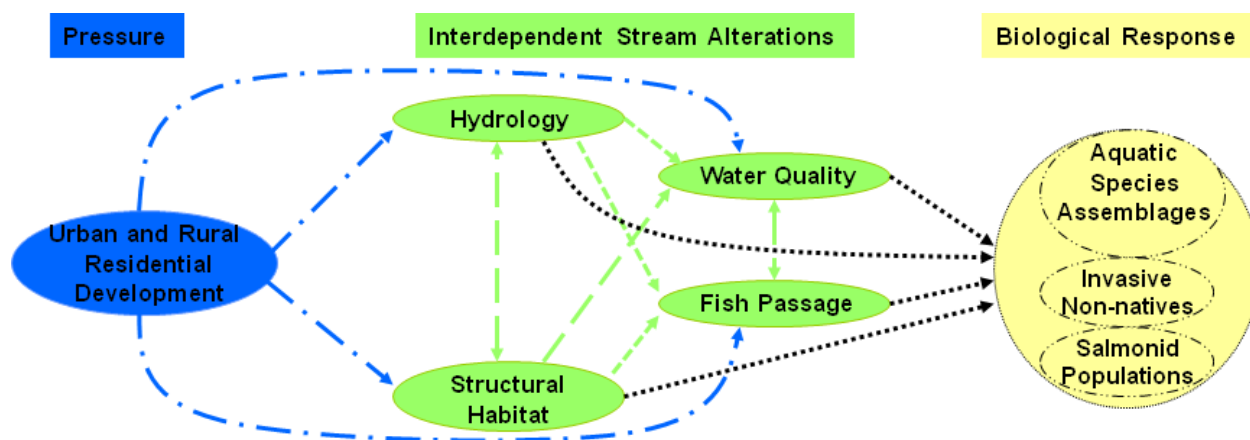 Pressure
Interdependent Stream Alterations
Biological Response
Urban and Rural
Residential
Development
Hydrology
Structural
Habitat
Water Quality
Fish Passage
Aquatic
Species
Assemblages
Invasive
Non-natives
Salmonid
Populations